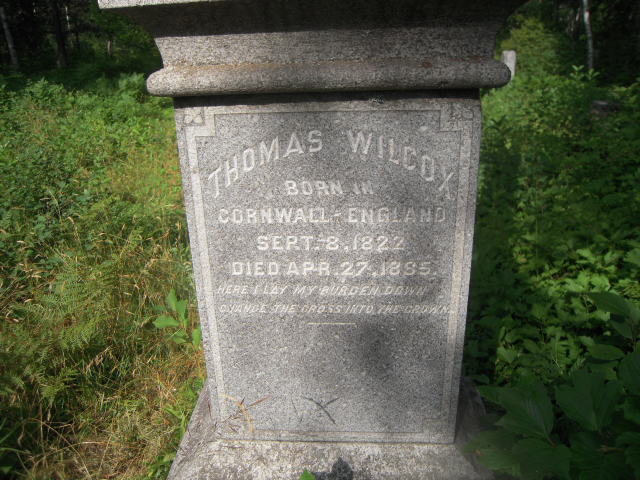 THOMAS WILCOX
BORN IN
CORNWALL-ENGLAND
SEPT. 8, 1822
DIED APR. 27, 1885.
HERE I LAY MY BURDEN DOWN
CHANGE THE CROSS INTO THE CROWN.